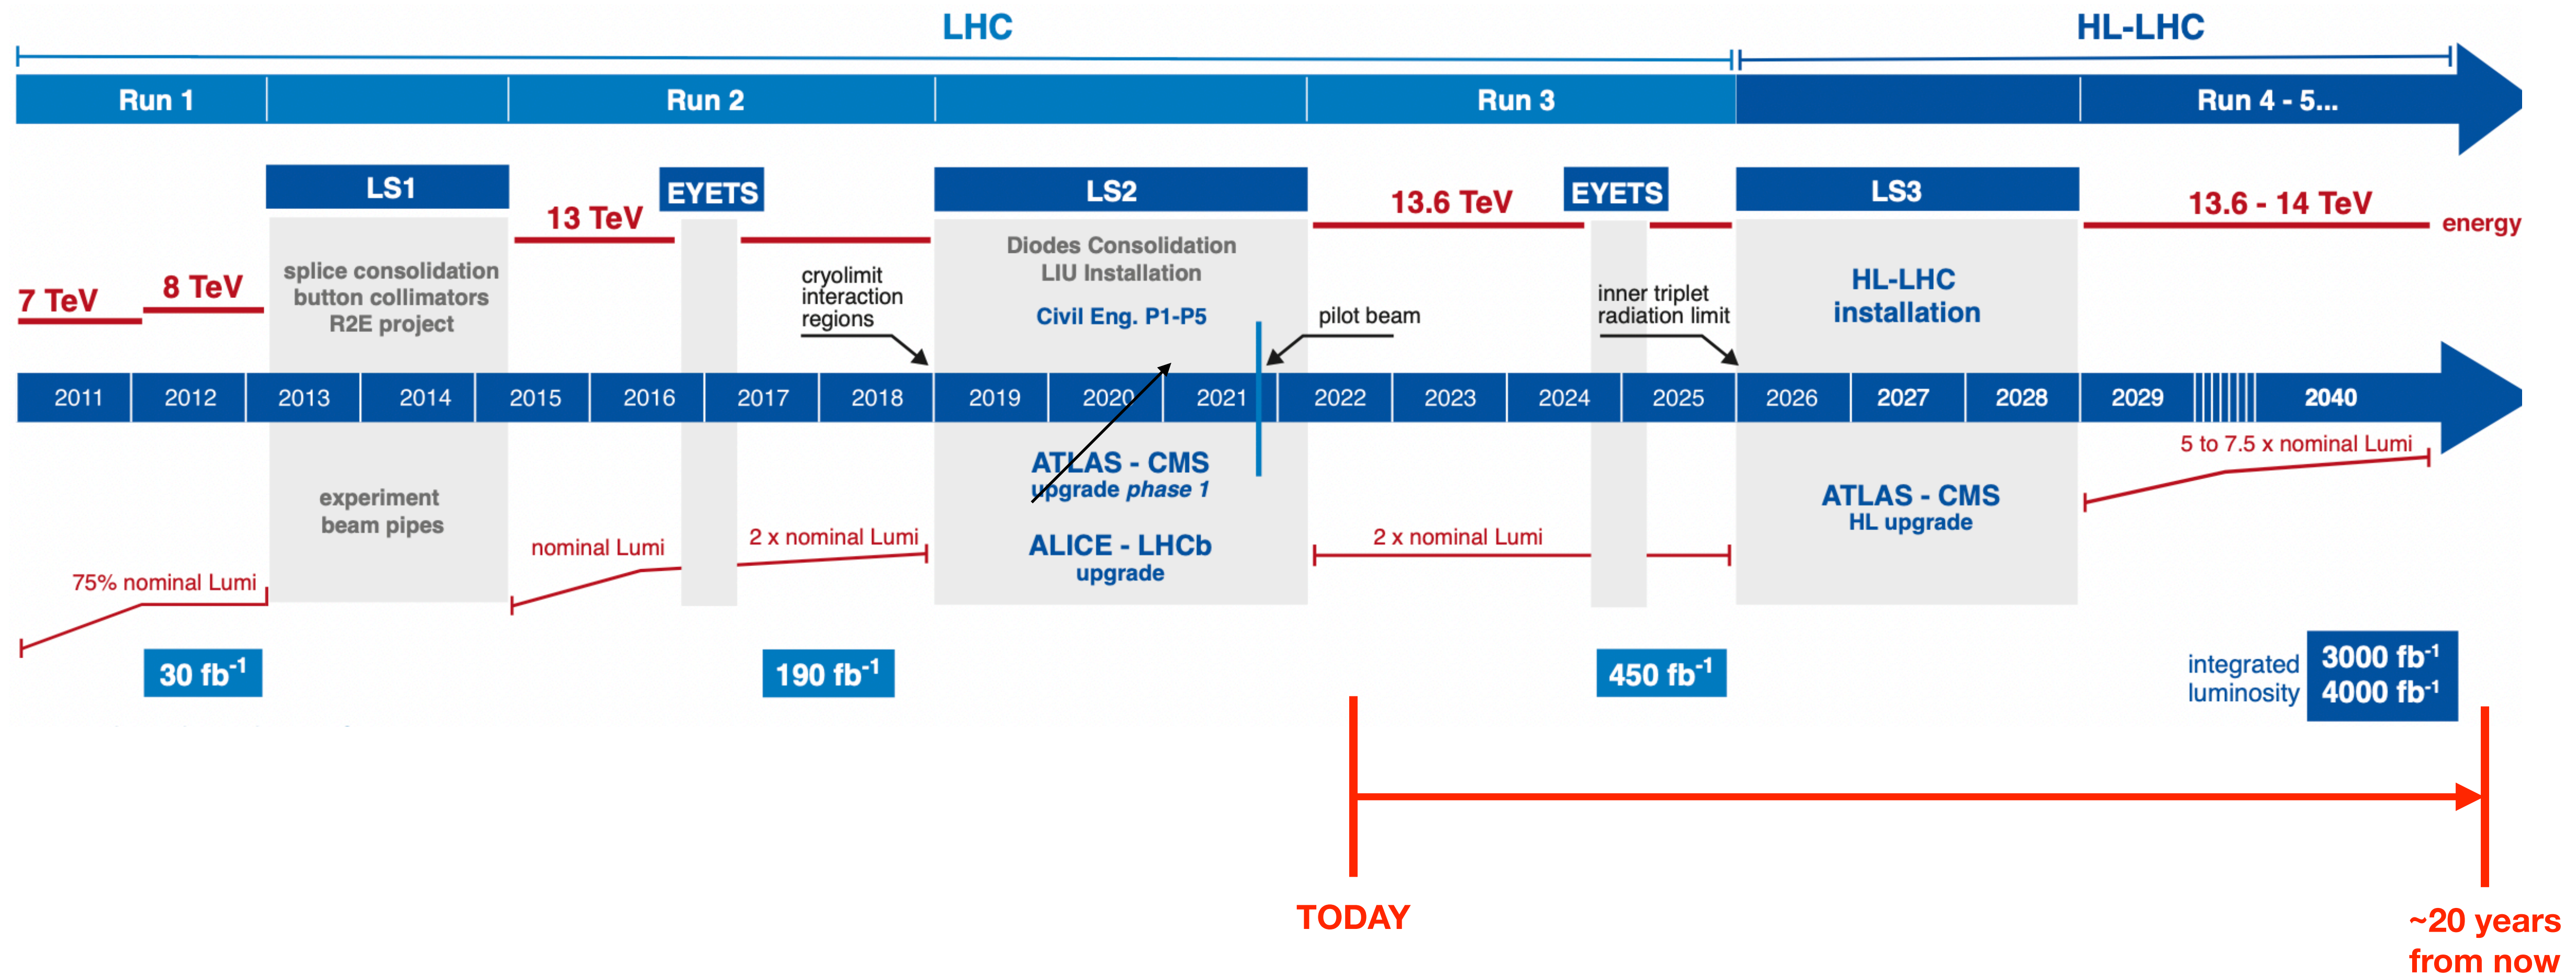 LHC
HL-LHC
Run 1
Run 2
Run 3
Run 4 - 5...
LS1
EYETS
LS2
EYETS
LS3
7 TeV
8 TeV
13 TeV
13.6 TeV
13.6 - 14 TeV
energy
splice consolidation
button collimators
R2E project
cryolimit
interaction
regions
Diodes Consolidation
LIU Installation
Civil Eng. P1-P5
pilot beam
inner triplet
radiation limit
HL-LHC
installation
2011
2012
2013
2014
2015
2016
2017
2018
2019
2020
2021
2022
2023
2024
2025
2026
2027
2028
2029
2040
experiment
beam pipes
ATLAS - CMS
upgrade phase 1
ALICE - LHCb
upgrade
ATLAS - CMS
HL upgrade
75% nominal Lumi
nominal Lumi
2 x nominal Lumi
2 x nominal Lumi
5 to 7.5 x nominal Lumi
30 fb⁻¹
190 fb⁻¹
450 fb⁻¹
integrated
luminosity
3000 fb⁻¹
4000 fb⁻¹
TODAY
~20 years
from now